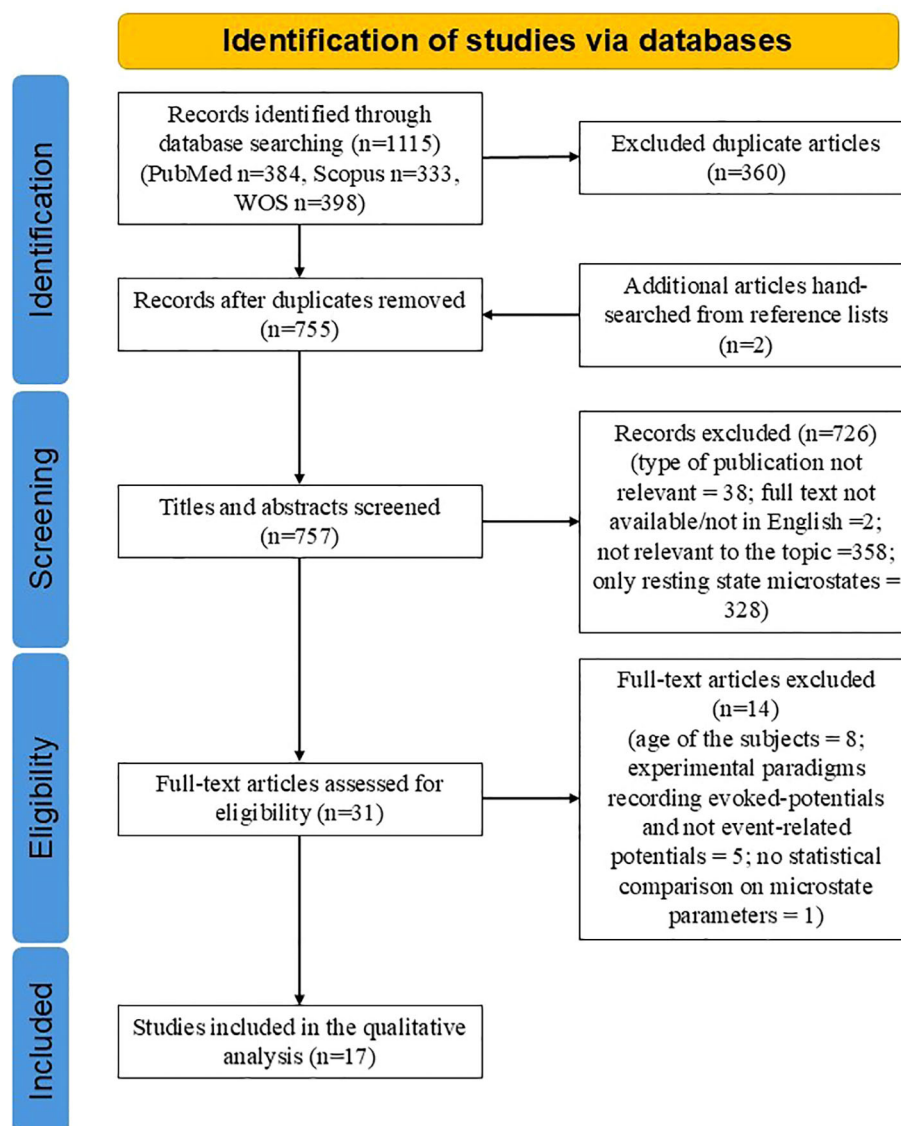 Identification of studies via databases
Identification
Records identified through
database searching (n=1115)
(PubMed n=384, Scopus n=333,
WOS n=398)
Excluded duplicate articles
(n=360)
Records after duplicates removed
(n=755)
Additional articles hand-
searched from reference lists
(n=2)
Screening
Titles and abstracts screened
(n=757)
Records excluded (n=726)
(type of publication not
relevant = 38; full text not
available/not in English =2;
not relevant to the topic =358;
only resting state microstates =
328)
Eligibility
Full-text articles assessed for
eligibility (n=31)
Full-text articles excluded
(n=14)
(age of the subjects = 8;
experimental paradigms
recording evoked-potentials
and not event-related
potentials = 5; no statistical
comparison on microstate
parameters = 1)
Included
Studies included in the qualitative
analysis (n=17)